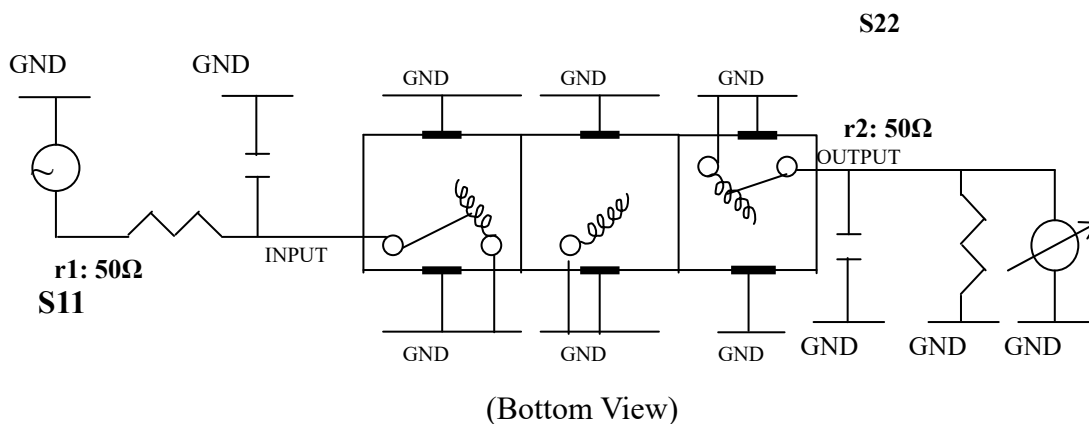 S22
GND
GND
GND
GND
GND
r2: 50Ω
OUTPUT
INPUT
r1: 50Ω
S11
GND
GND
GND
GND
GND
GND
(Bottom View)